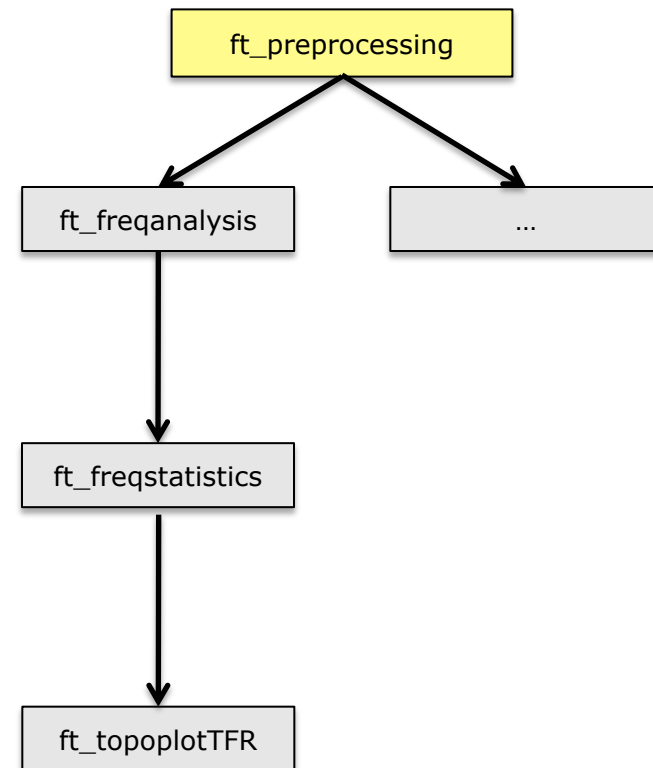 ft_preprocessing
ft_freqanalysis
…
ft_freqstatistics
ft_topoplotTFR